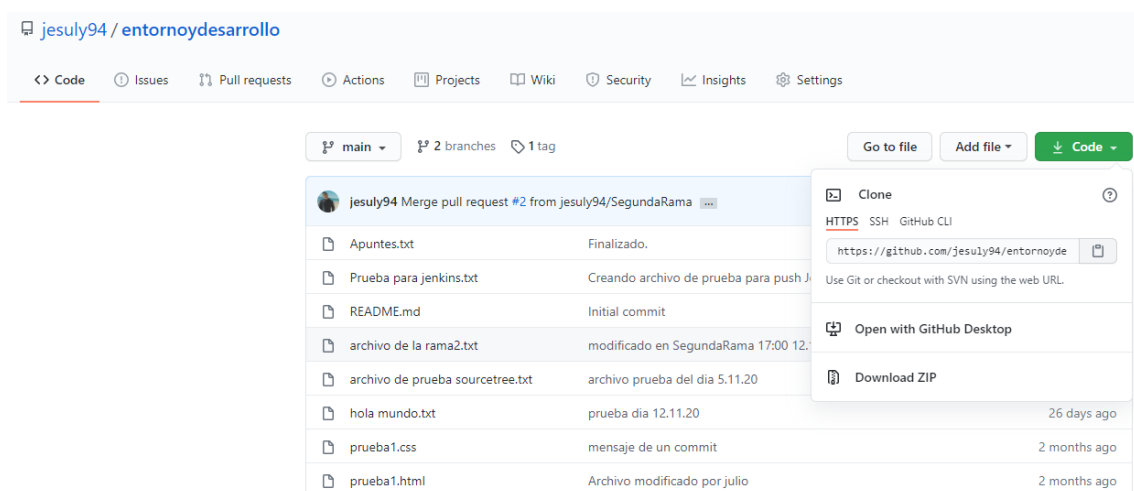 jesuly94 / entornoydesarrollo
<> Code Issues Pull requests Actions Projects Wiki Security Insights Settings
main 2 branches 1 tag Go to file Add file Code
jesuly94 Merge pull request #2 from jesuly94/SegundaRama ...
Clone
HTTPS SSH GitHub CLI
https://github.com/jesuly94/entornoyde
Use Git or checkout with SVN using the web URL.
Open with GitHub Desktop
Download ZIP
Apuntes.txt Finalizado.
Prueba para jenkins.txt Creando archivo de prueba para push J
README.md Initial commit
archivo de la rama2.txt modificado en SegundaRama 17:00 12.
archivo de prueba sourcetree.txt archivo prueba del dia 5.11.20
hola mundo.txt prueba dia 12.11.20 26 days ago
prueba1.css mensaje de un commit 2 months ago
prueba1.html Archivo modificado por julio 2 months ago